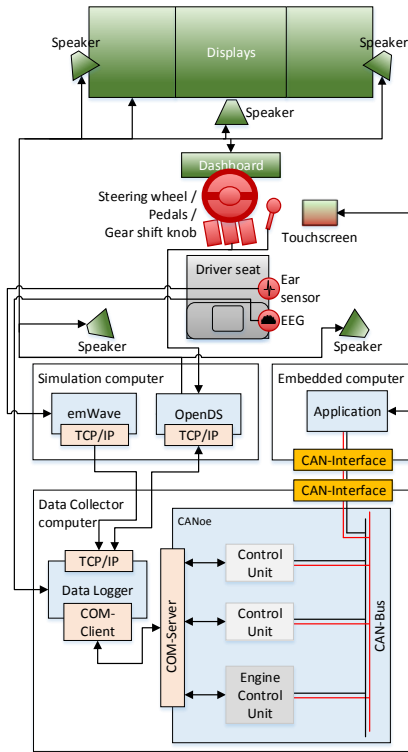 Speaker
Displays
Speaker
Speaker
Dashboard
Steering wheel /
Pedals /
Gear shift knob
Touchscreen
Driver seat
Ear
sensor
EEG
Speaker
Speaker
Simulation computer
Embedded computer
emWave
OpenDS
Application
TCP/IP
TCP/IP
CAN-Interface
CAN-Interface
Data Collector
computer
CANoe
TCP/IP
Data Logger
COM-
Client
COM-Server
Control
Unit
Control
Unit
Engine
Control
Unit
CAN-Bus